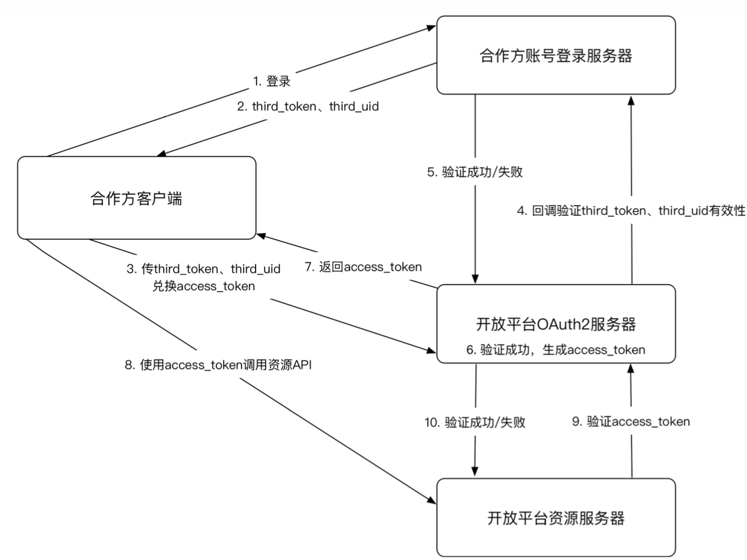 合作方账号登录服务器
1. 登录
2. third_token、third_uid
5. 验证成功/失败
合作方客户端
4. 回调验证third_token、third_uid有效性
3. 传third_token、third_uid
兑换access_token
7. 返回access_token
开放平台OAuth2服务器
6. 验证成功，生成access_token
8. 使用access_token调用资源API
10. 验证成功/失败
9. 验证access_token
开放平台资源服务器